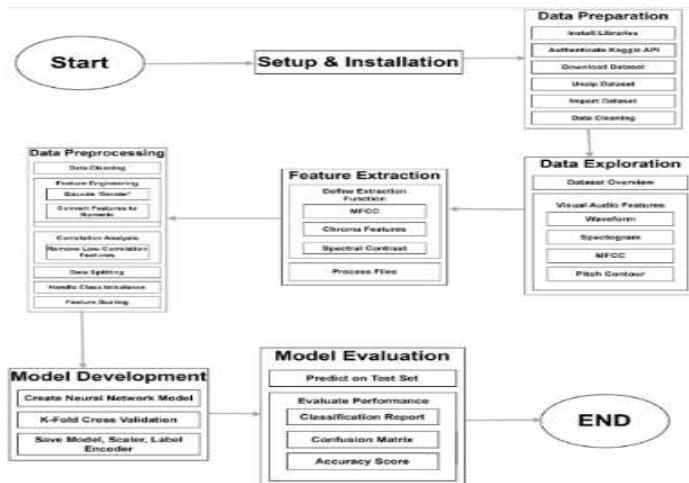 Start
Setup & Installation
Data Preparation
Install Libraries
Authenticate Kaggle API
Download Dataset
Unzip Dataset
Import Dataset
Data Cleaning
Data Exploration
Dataset Overview
Visual Audio Features
Waveform
Spectogram
MFCC
Pitch Contour
Feature Extraction
Define Extraction
Function
MFCC
Chroma Features
Spectral Contrast
Process Files
Data Preprocessing
Data Cleaning
Feature Engineering
Encode 'Gender'
Convert Features to
Numeric
Correlation Analysis
Remove Low Correlation
Features
Data Splitting
Handle Class Imbalance
Feature Scaling
Model Development
Create Neural Network Model
K-Fold Cross Validation
Save Model, Scaler, Label
Encoder
Model Evaluation
Predict on Test Set
Evaluate Performance
Classification Report
Confusion Matrix
Accuracy Score
END